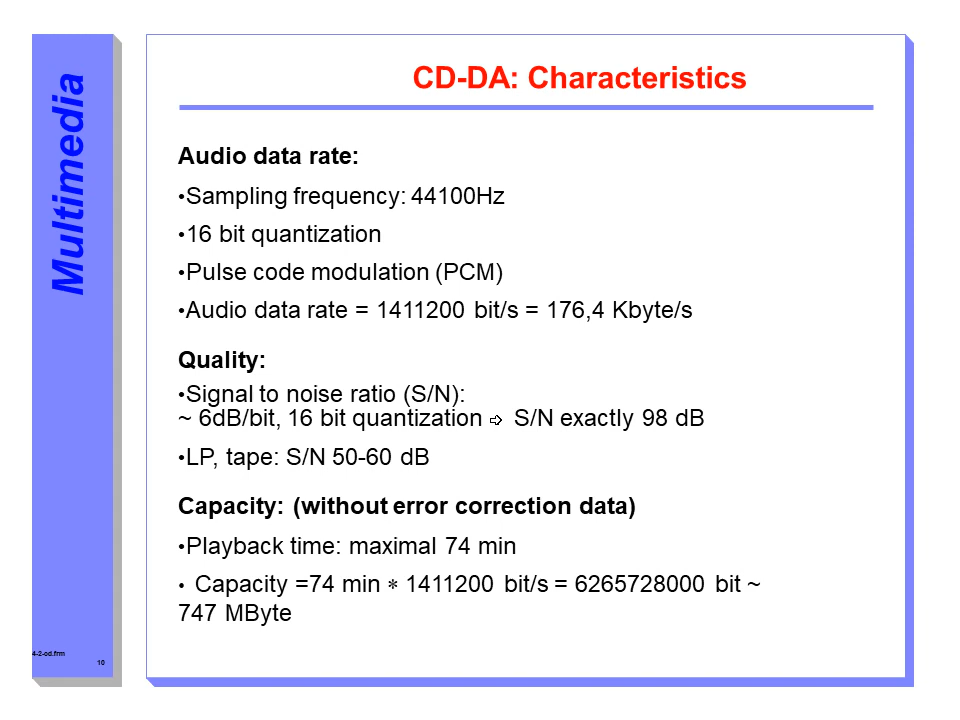 Multimedia
CD-DA: Characteristics
Audio data rate:
•Sampling frequency: 44100Hz
•16 bit quantization
•Pulse code modulation (PCM)
•Audio data rate = 1411200 bit/s = 176,4 Kbyte/s
Quality:
•Signal to noise ratio (S/N):
~ 6dB/bit, 16 bit quantization ➩ S/N exactly 98 dB
•LP, tape: S/N 50-60 dB
Capacity: (without error correction data)
•Playback time: maximal 74 min
• Capacity =74 min ∗ 1411200 bit/s = 6265728000 bit ~
747 MByte
4-2-cd.frm
10